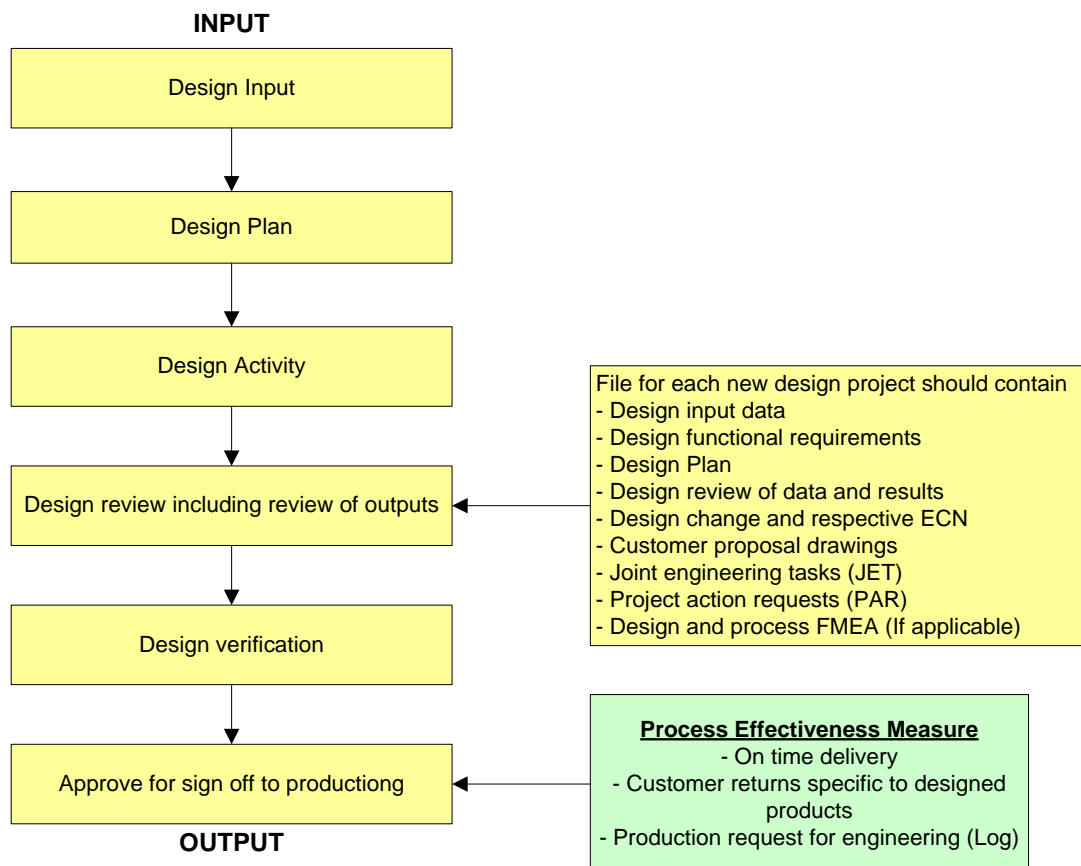 INPUT
Design Input
Design Plan
Design Activity
Design review including review of outputs
Design verification
Approve for sign off to productiong
OUTPUT
File for each new design project should contain
- Design input data
- Design functional requirements
- Design Plan
- Design review of data and results
- Design change and respective ECN
- Customer proposal drawings
- Joint engineering tasks (JET)
- Project action requests (PAR)
- Design and process FMEA (If applicable)
Process Effectiveness Measure
- On time delivery
- Customer returns specific to designed
products
- Production request for engineering (Log)